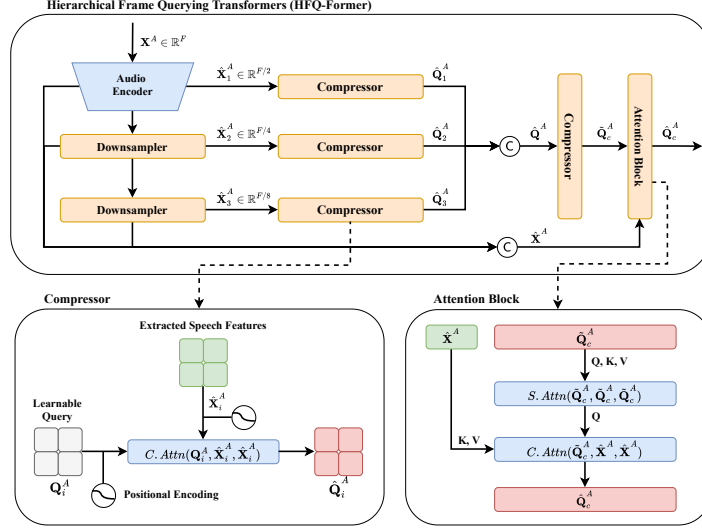 Hierarchical Frame Querying Transformers (HFQ-Former)
X^A ∈ ℝ^F
Audio
Encoder
X̂_1^A ∈ ℝ^{F/2}
Compressor
Q̂_1^A
Downsampler
X̂_2^A ∈ ℝ^{F/4}
Compressor
Q̂_2^A
C
Q̂^A
Compressor
Q̃_c^A
Attention Block
Q̂_c^A
Downsampler
X̂_3^A ∈ ℝ^{F/8}
Compressor
Q̂_3^A
C
X̂^A
Compressor
Extracted Speech Features
X̂_i^A
Learnable
Query
C.Attn(Q_i^A, X̂_i^A, X̂_i^A)
Q_i^A
Positional Encoding
Q̂_i^A
Attention Block
X̂^A
Q̃_c^A
Q, K, V
S.Attn(Q̃_c^A, Q̃_c^A, Q̃_c^A)
Q
K, V
C.Attn(Q̃_c^A, X̂^A, X̂^A)
Q̂_c^A